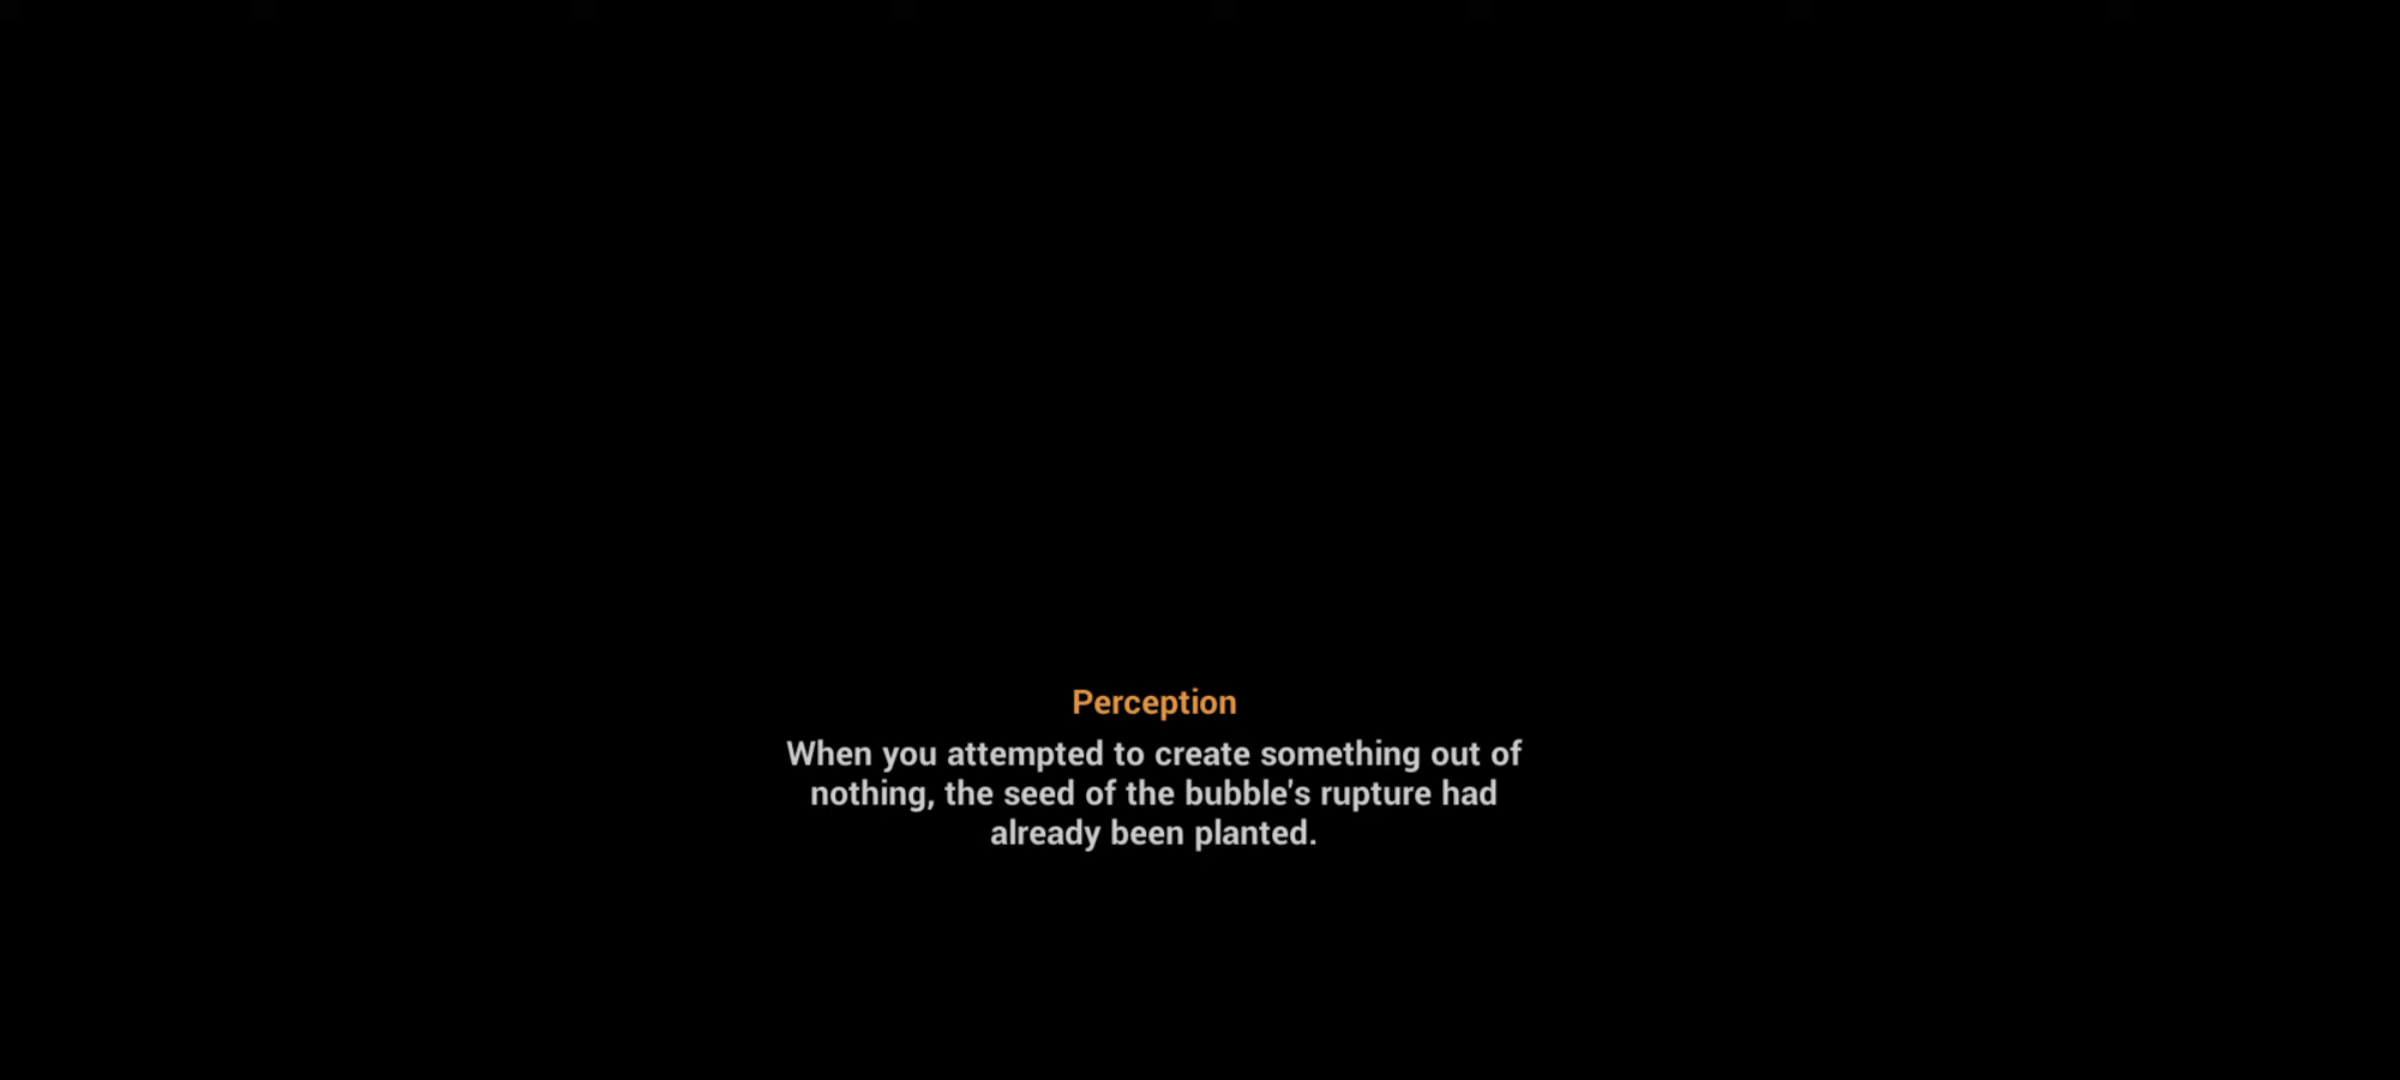 Perception
When you attempted to create something out of
nothing, the seed of the bubble's rupture had
already been planted.